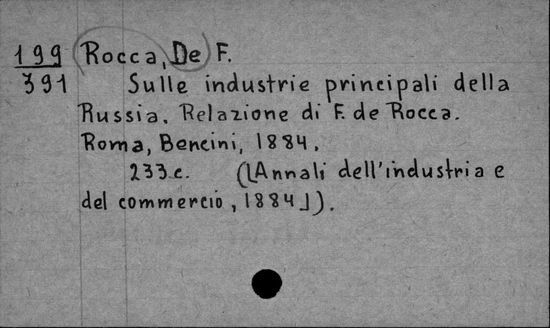 199 Rocca, De F.
391 Sulle industrie principali della
Russia. Relazione di F. de Rocca.
Roma, Bencini, 1884.
233 c. ([Annali dell'industria e
del commercio, 1884]).